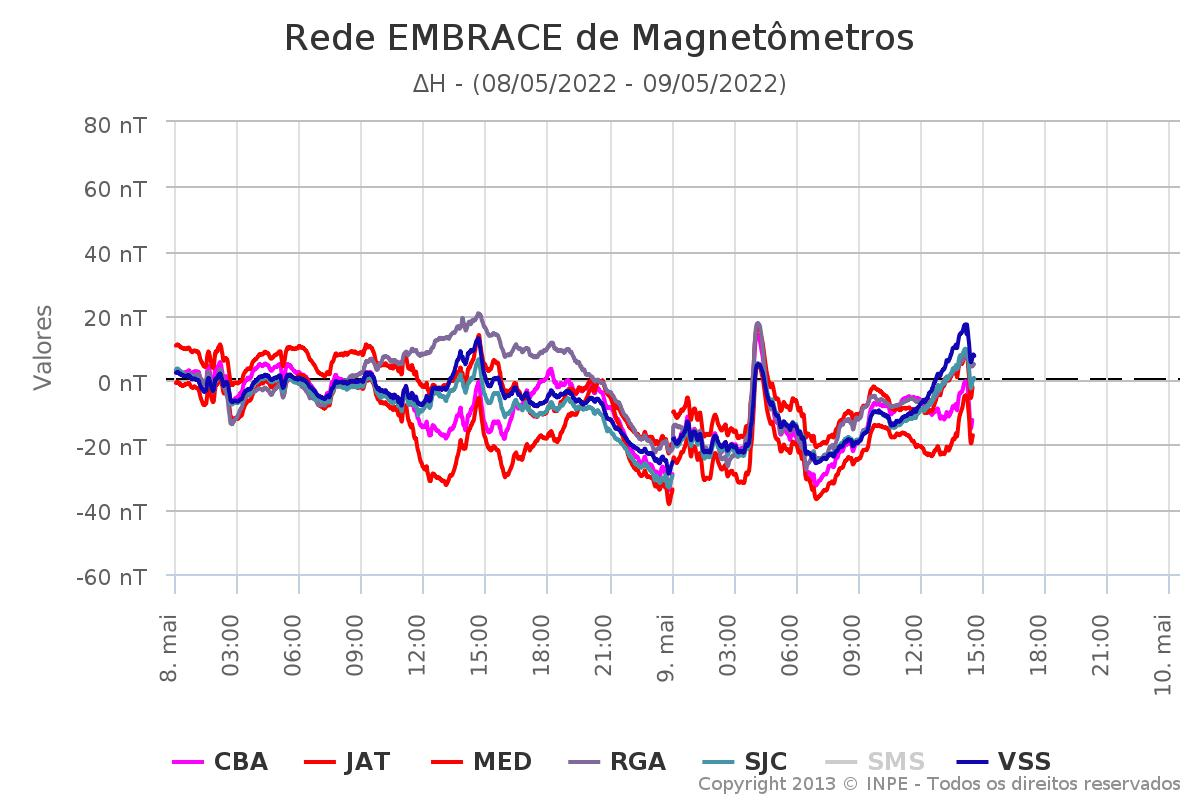 Rede EMBRACE de Magnetômetros
ΔH - (08/05/2022 - 09/05/2022)
Valores
80 nT
60 nT
40 nT
20 nT
0 nT
-20 nT
-40 nT
-60 nT
8. mai 03:00 06:00 09:00 12:00 15:00 18:00 21:00 9. mai 03:00 06:00 09:00 12:00 15:00 18:00 21:00 10. mai
CBA JAT MED RGA SJC SMS VSS
Copyright 2013 © INPE - Todos os direitos reservados